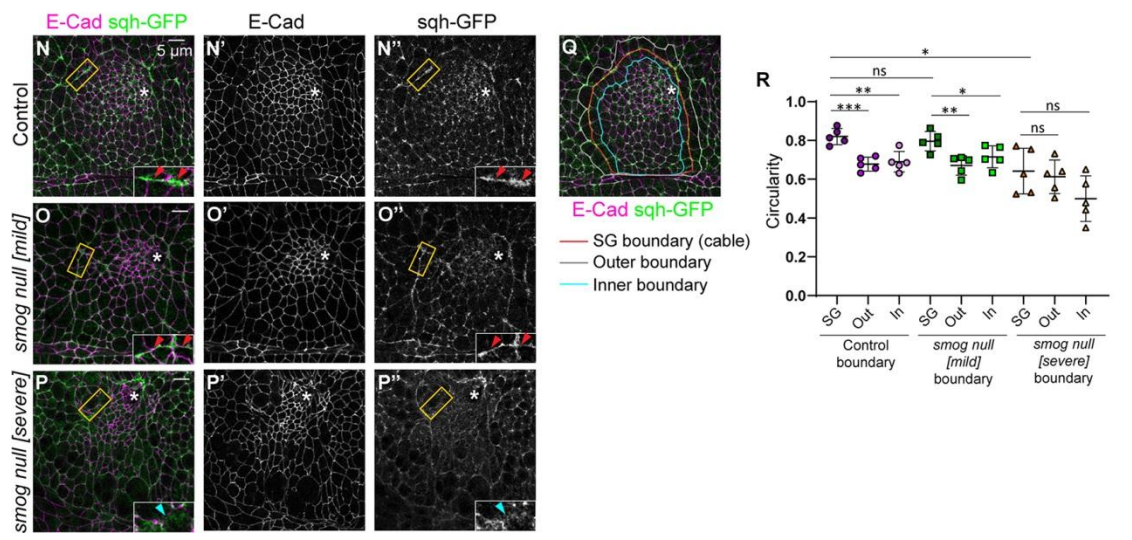 E-Cad sqh-GFP
E-Cad
sqh-GFP
Control
N
5 µm
*
N'
N''
*
Q
*
E-Cad sqh-GFP
SG boundary (cable)
Outer boundary
Inner boundary
smog null [mild]
O
*
O'
*
O''
*
smog null [severe]
P
*
P'
*
P''
*
R
*
ns
** * ns
*** ** ns
Circularity
1.0
0.8
0.6
0.4
0.2
0.0
SG Out In SG Out In SG Out In
Control boundary
smog null [mild] boundary
smog null [severe] boundary